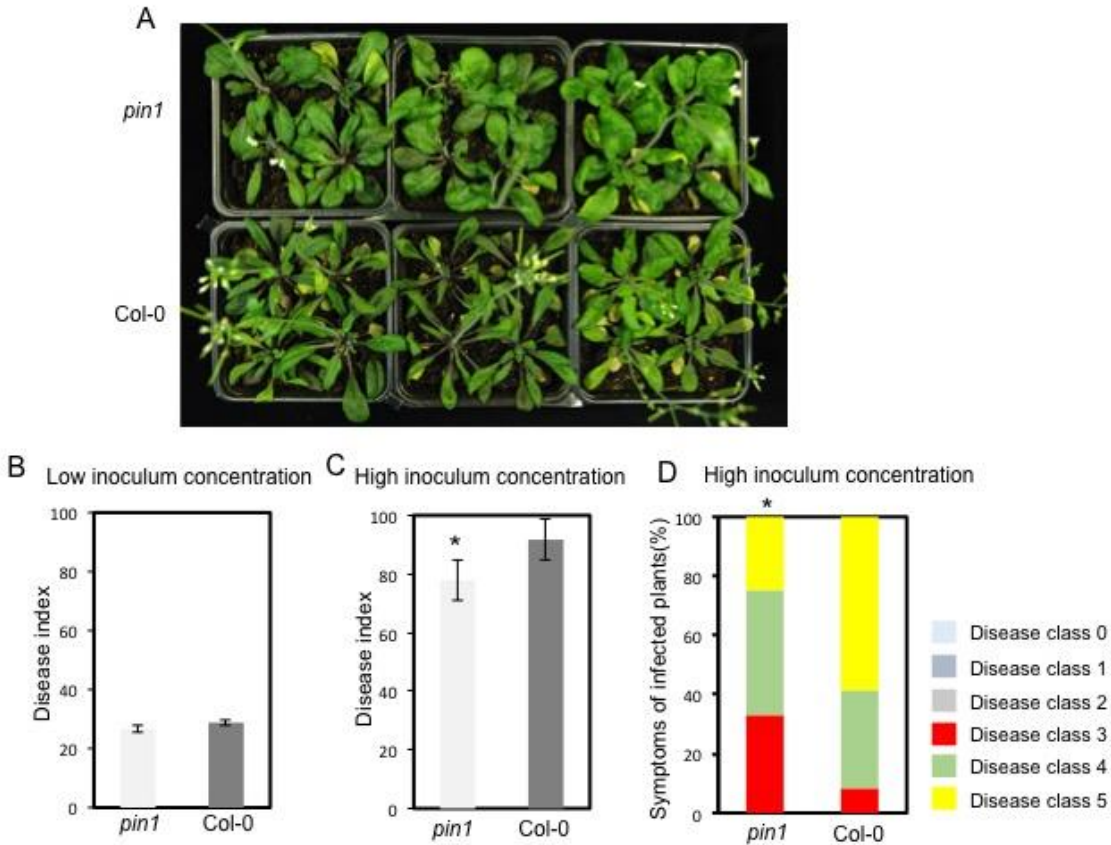 A
pin1
Col-0
B Low inoculum concentration
Disease index
100
80
60
40
20
0
pin1 Col-0
C High inoculum concentration
Disease index
100
80
60
40
20
0
*
pin1 Col-0
D High inoculum concentration
Symptoms of infected plants(%)
100
80
60
40
20
0
*
pin1 Col-0
Disease class 0
Disease class 1
Disease class 2
Disease class 3
Disease class 4
Disease class 5